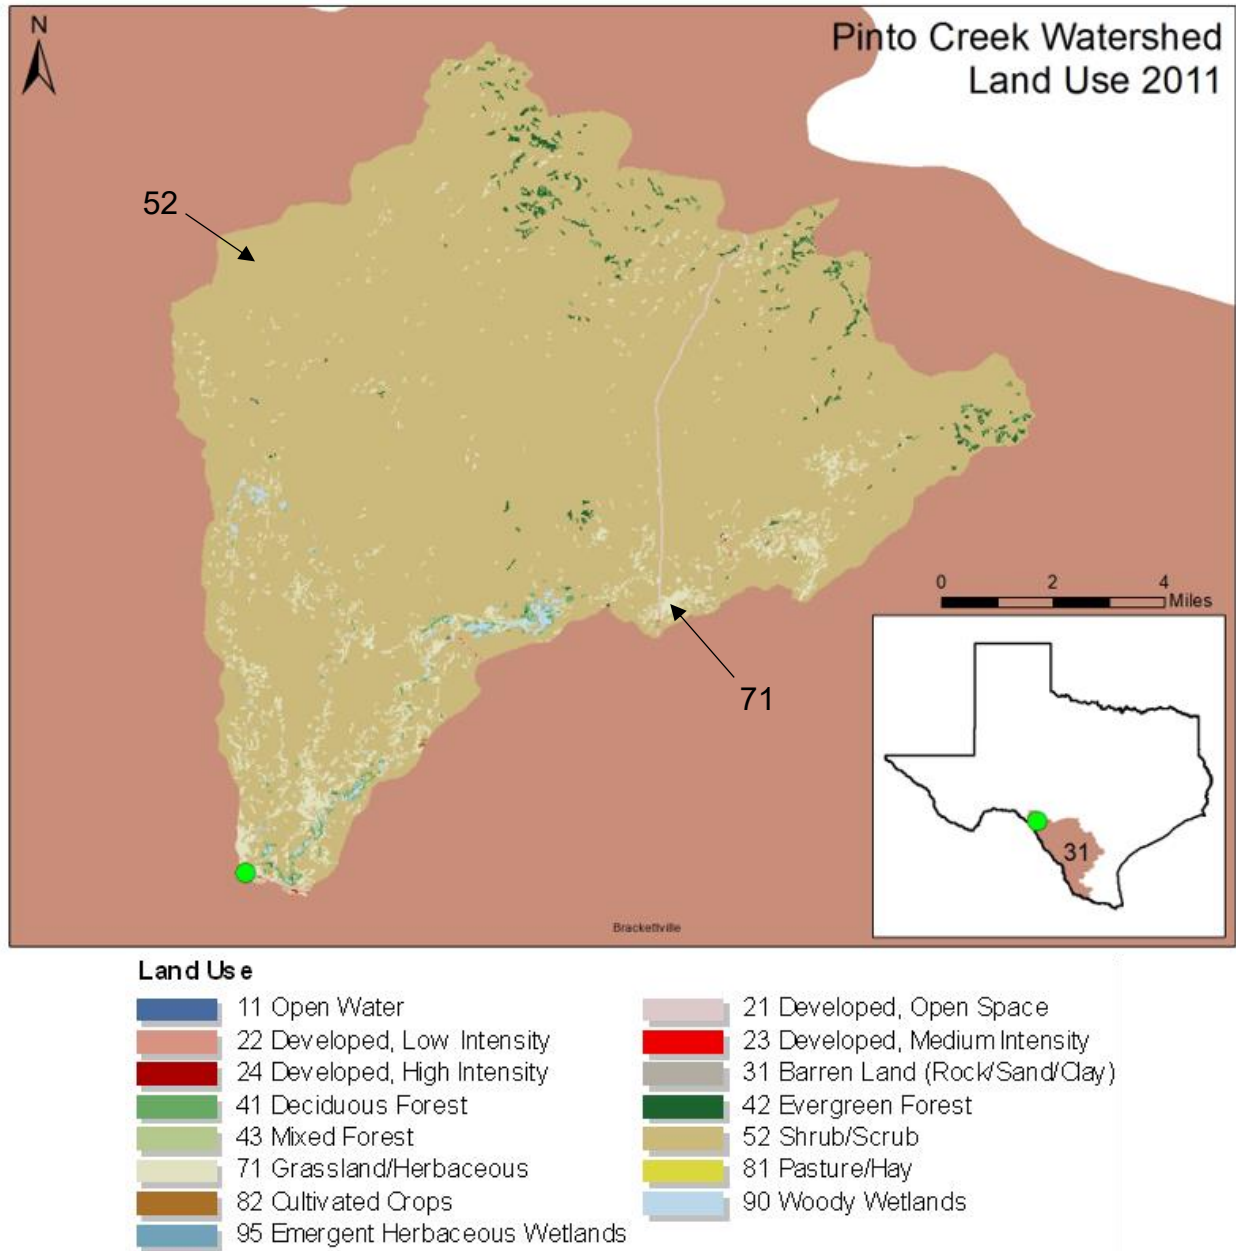 N
Pinto Creek Watershed
Land Use 2011
52
0 2 4
Miles
71
31
Brackettville
Land Use
11 Open Water
21 Developed, Open Space
22 Developed, Low Intensity
23 Developed, Medium Intensity
24 Developed, High Intensity
31 Barren Land (Rock/Sand/Clay)
41 Deciduous Forest
42 Evergreen Forest
43 Mixed Forest
52 Shrub/Scrub
71 Grassland/Herbaceous
81 Pasture/Hay
82 Cultivated Crops
90 Woody Wetlands
95 Emergent Herbaceous Wetlands